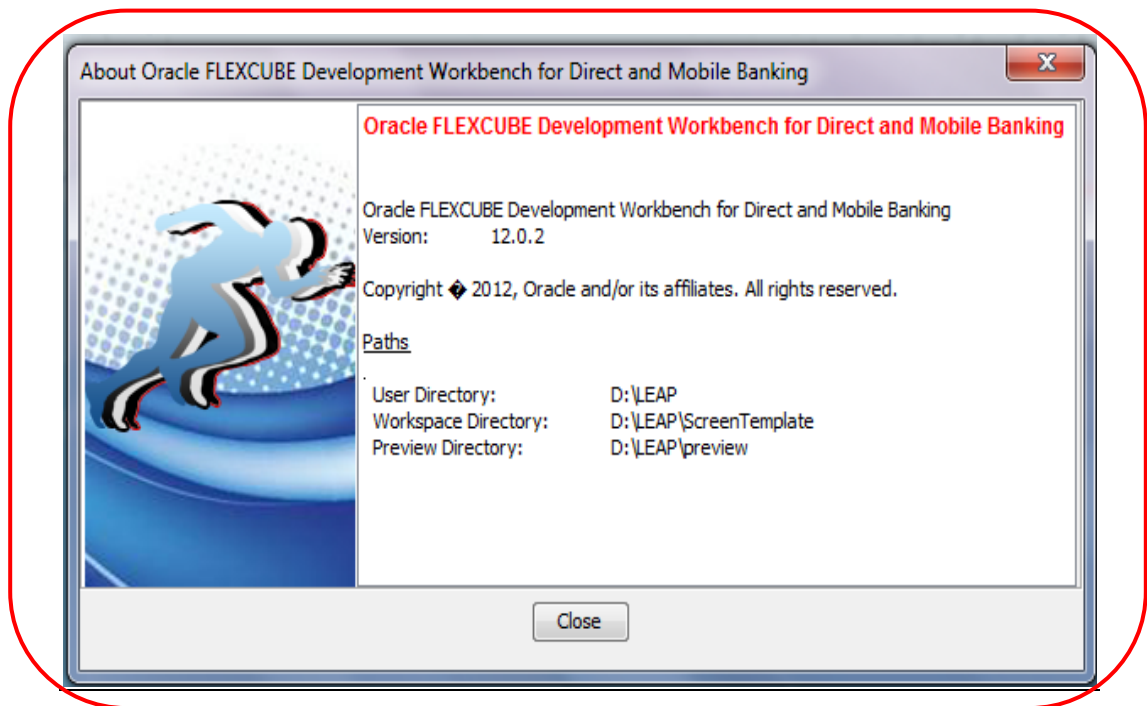 About Oracle FLEXCUBE Development Workbench for Direct and Mobile Banking
X
Oracle FLEXCUBE Development Workbench for Direct and Mobile Banking
Oracle FLEXCUBE Development Workbench for Direct and Mobile Banking
Version: 12.0.2
Copyright � 2012, Oracle and/or its affiliates. All rights reserved.
Paths
.
User Directory: D:\LEAP
Workspace Directory: D:\LEAP\ScreenTemplate
Preview Directory: D:\LEAP\preview
Close